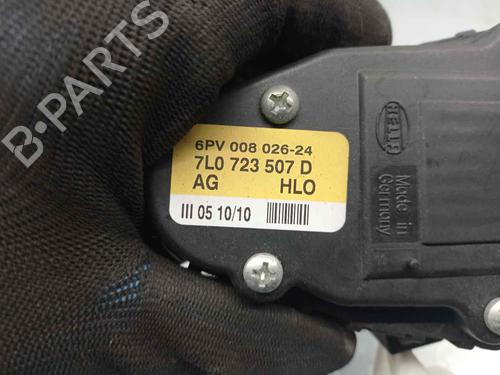 6PV 008 026-24
7L0 723 507 D
AG HLO
III 05 10/10
HELLA
Made in
Germany
B-PARTS